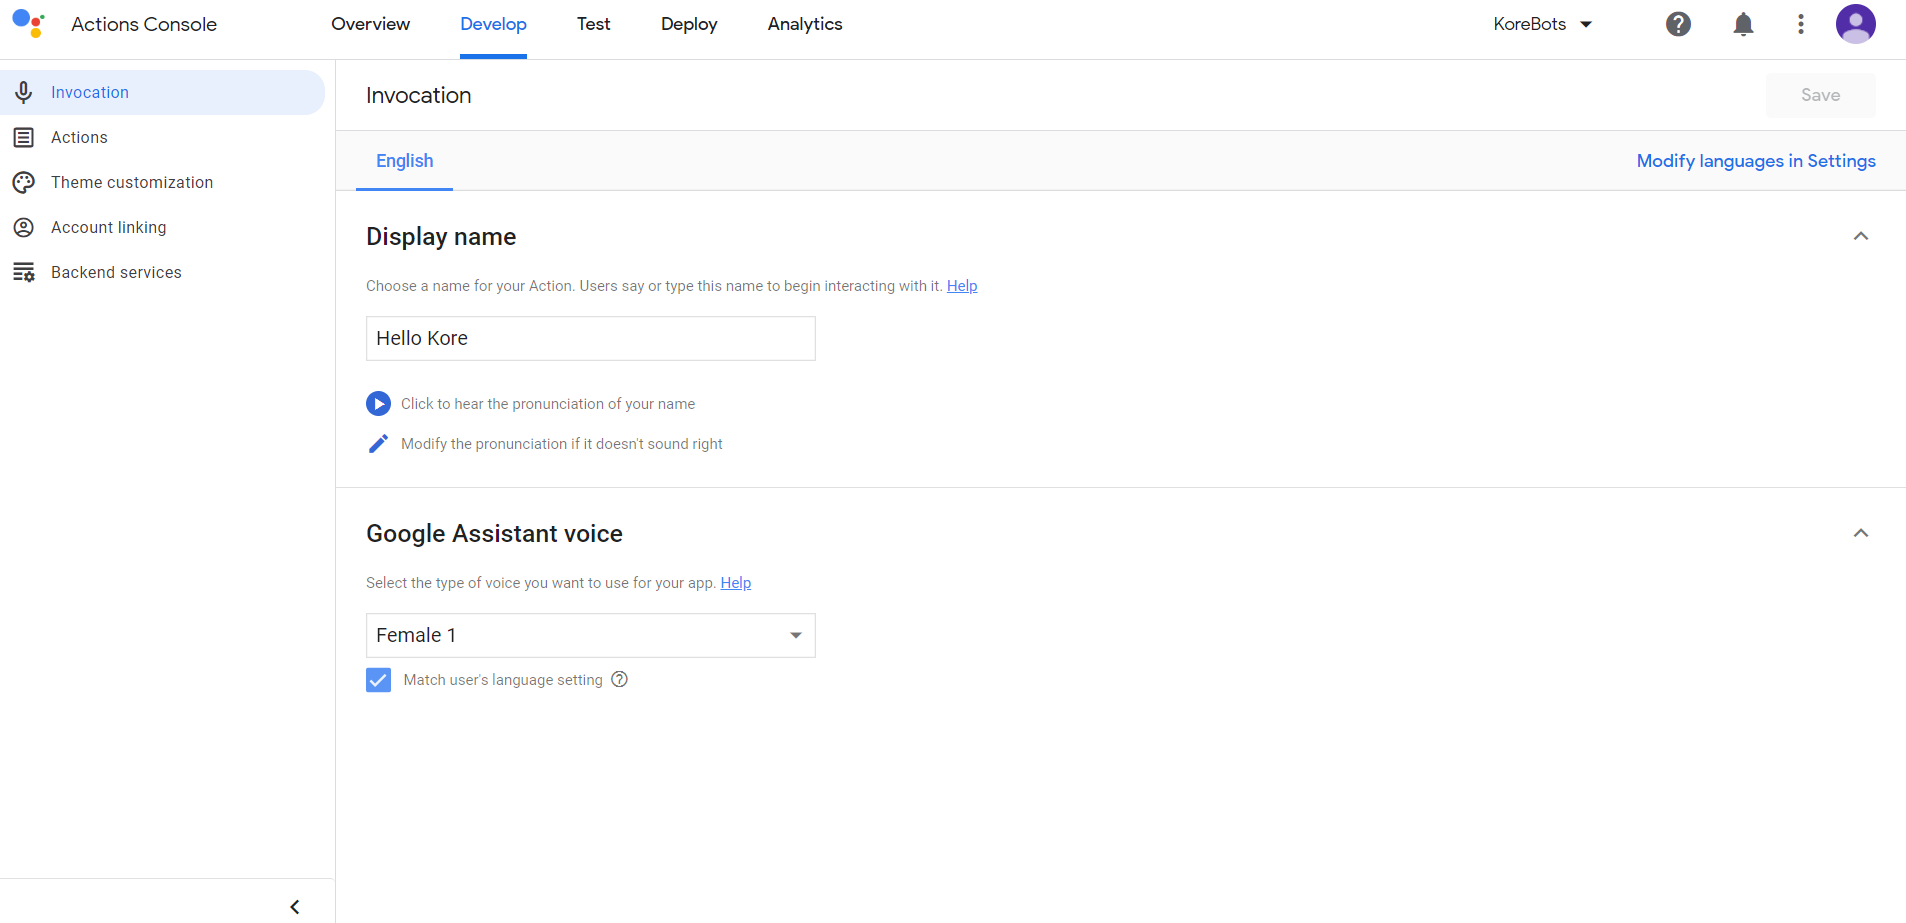 Actions Console
Overview
Develop
Test
Deploy
Analytics
KoreBots
Invocation
Actions
Theme customization
Account linking
Backend services
Invocation
Save
English
Modify languages in Settings
Display name
Choose a name for your Action. Users say or type this name to begin interacting with it. Help
Hello Kore
Click to hear the pronunciation of your name
Modify the pronunciation if it doesn't sound right
Google Assistant voice
Select the type of voice you want to use for your app. Help
Female 1
Match user's language setting